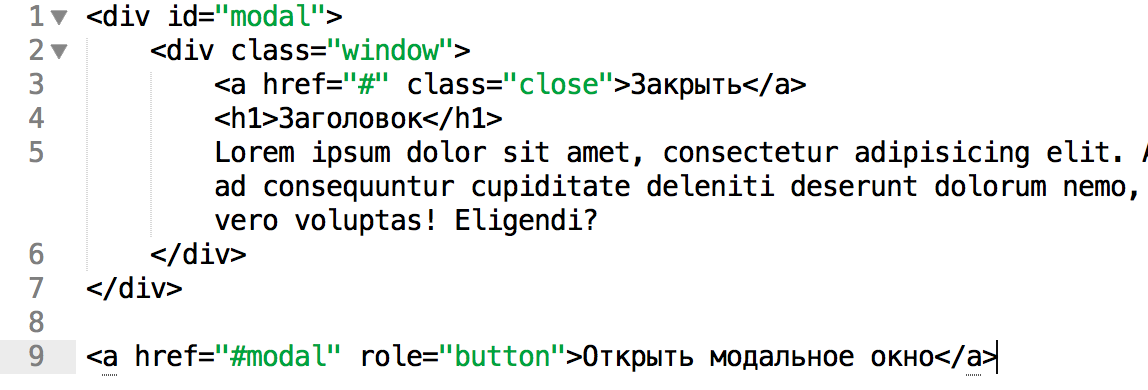 1 <div id="modal">
2 <div class="window">
3 <a href="#" class="close">Закрыть</a>
4 <h1>Заголовок</h1>
5 Lorem ipsum dolor sit amet, consectetur adipisicing elit.
ad consequuntur cupiditate deleniti deserunt dolorum nemo,
vero voluptas! Eligendi?
6 </div>
7 </div>
8
9 <a href="#modal" role="button">Открыть модальное окно</a>